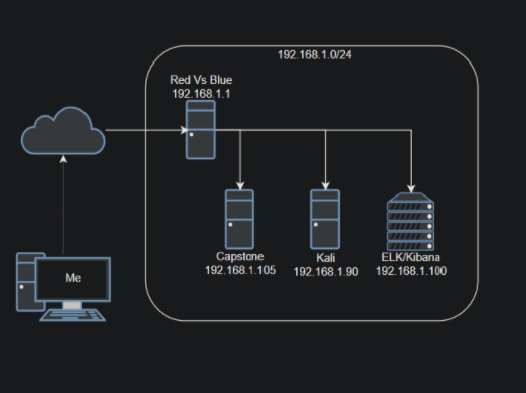 192.168.1.0/24
Red Vs Blue
192.168.1.1
Me
Capstone
192.168.1.105
Kali
192.168.1.90
ELK/Kibana
192.168.1.100